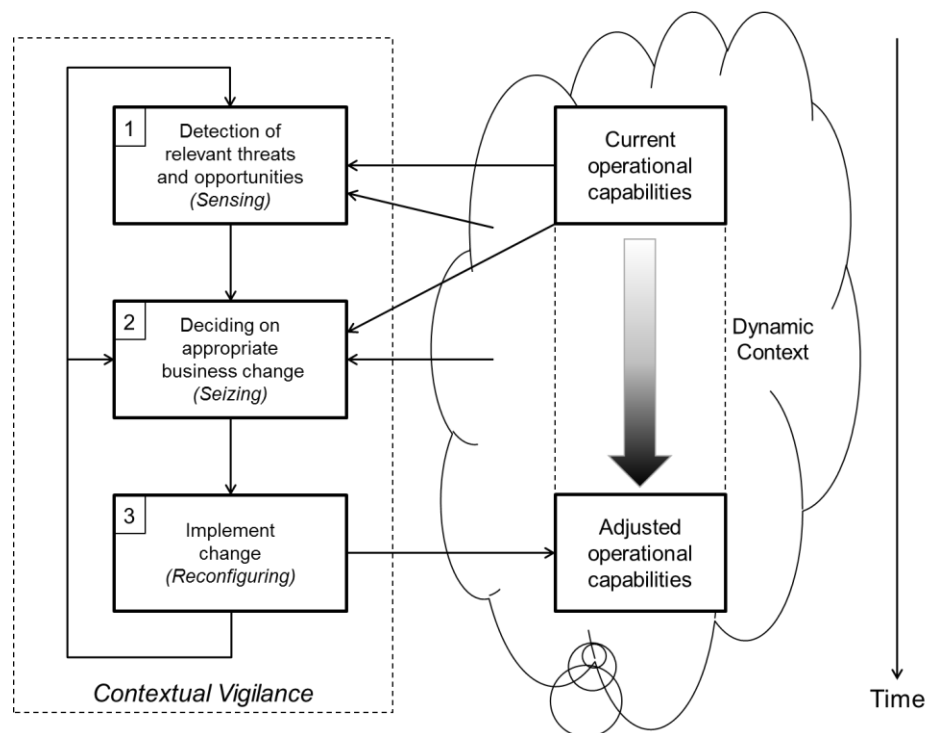 1
Detection of
relevant threats
and opportunities
(Sensing)
Current
operational
capabilities
2
Deciding on
appropriate
business change
(Seizing)
Dynamic
Context
3
Implement
change
(Reconfiguring)
Adjusted
operational
capabilities
Contextual Vigilance
Time